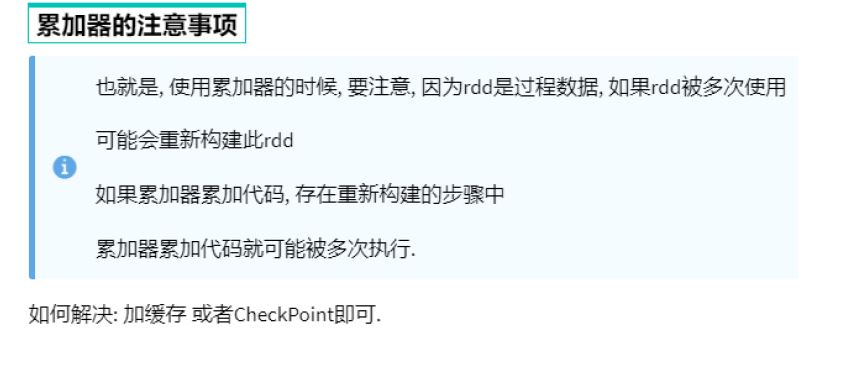 累加器的注意事项
也就是, 使用累加器的时候, 要注意, 因为rdd是过程数据, 如果rdd被多次使用
可能会重新构建此rdd
如果累加器累加代码, 存在重新构建的步骤中
累加器累加代码就可能被多次执行.
如何解决: 加缓存 或者CheckPoint即可.